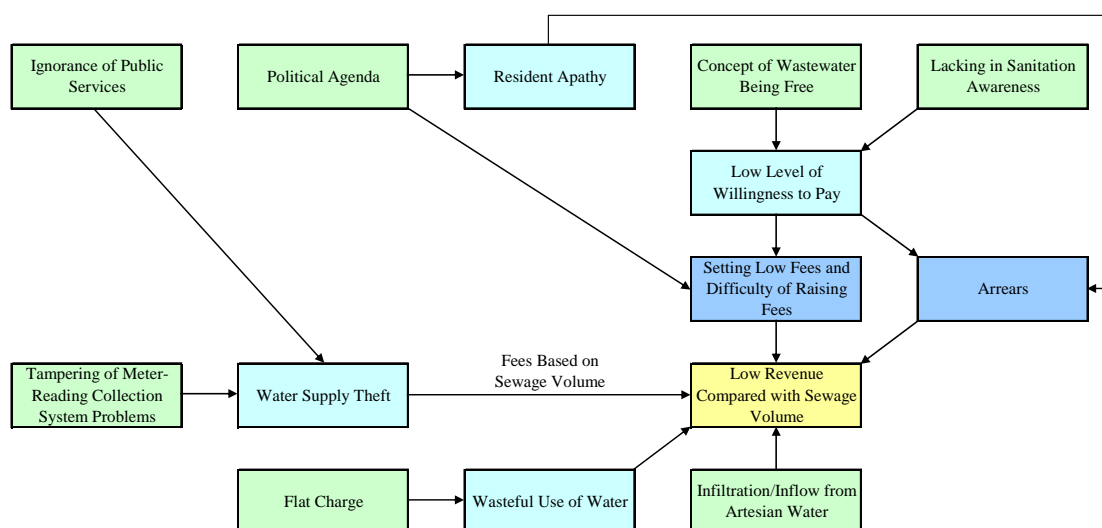 Ignorance of Public
Services
Political Agenda
Resident Apathy
Concept of Wastewater
Being Free
Lacking in Sanitation
Awareness
Low Level of
Willingness to Pay
Setting Low Fees and
Difficulty of Raising
Fees
Arrears
Tampering of Meter-
Reading Collection
System Problems
Water Supply Theft
Fees Based on
Sewage Volume
Low Revenue
Compared with Sewage
Volume
Flat Charge
Wasteful Use of Water
Infiltration/Inflow from
Artesian Water